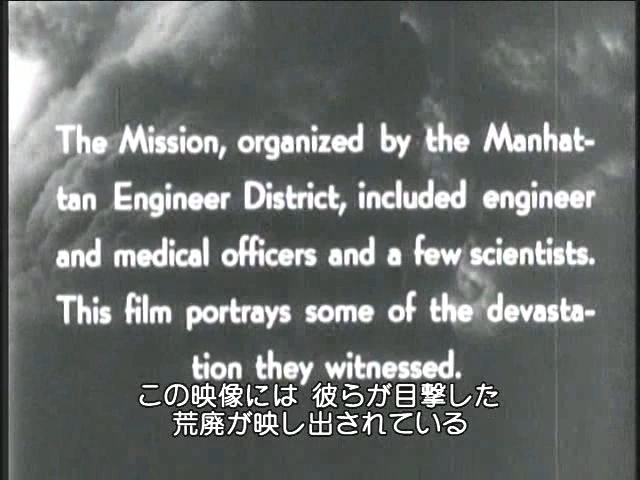 The Mission, organized by the Manhat-
tan Engineer District, included engineer
and medical officers and a few scientists.
This film portrays some of the devasta-
tion they witnessed.
この映像には 彼らが目撃した
荒廃が映し出されている